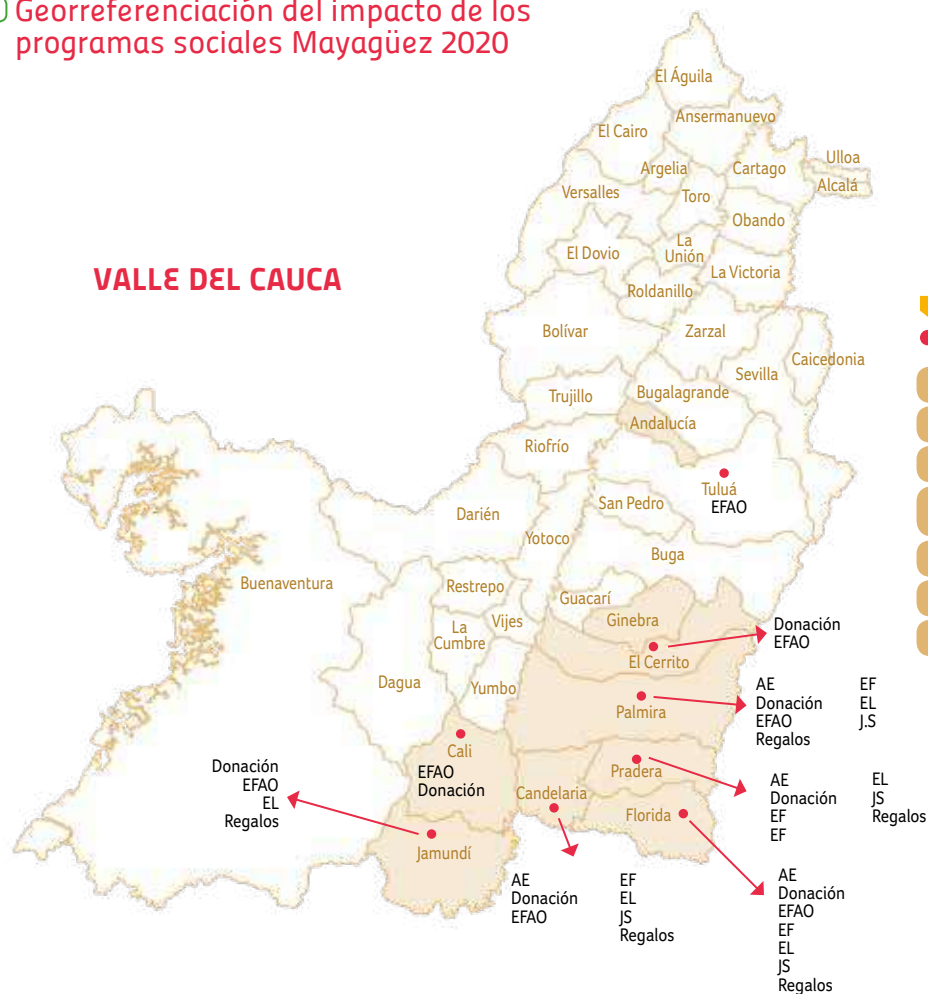 Georreferenciación del impacto de los
programas sociales Mayagüez 2020
VALLE DEL CAUCA
El Águila
Ansermanuevo
El Cairo
Argelia
Cartago
Ulloa
Alcalá
Versalles
Toro
Obando
El Dovio
La
Unión
La Victoria
Roldanillo
Bolívar
Zarzal
Caicedonia
Sevilla
Trujillo
Bugalagrande
Andalucía
Riofrío
Tuluá
EFAO
San Pedro
Darién
Yotoco
Buga
Buenaventura
Restrepo
Guacarí
Ginebra
Vijes
La
Cumbre
Donación
EFAO
El Cerrito
Dagua
Yumbo
AE
Donación
EFAO
Regalos
EF
EL
J.S
Palmira
Cali
EFAO
Donación
Donación
EFAO
EL
Regalos
Pradera
AE
Donación
EF
EF
EL
JS
Regalos
Candelaria
Florida
Jamundí
AE
Donación
EFAO
EF
EL
JS
Regalos
AE
Donación
EFAO
EF
EL
JS
Regalos